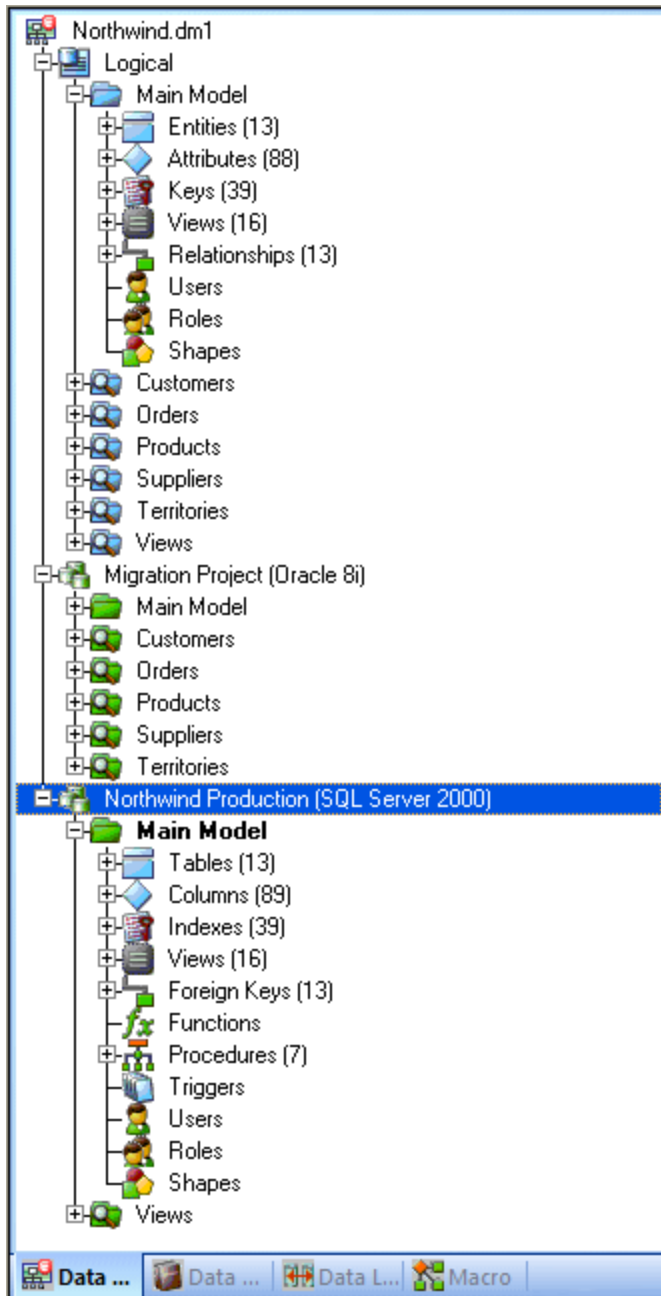 Northwind.dm1
Logical
Main Model
Entities (13)
Attributes (88)
Keys (39)
Views (16)
Relationships (13)
Users
Roles
Shapes
Customers
Orders
Products
Suppliers
Territories
Views
Migration Project (Oracle 8i)
Main Model
Customers
Orders
Products
Suppliers
Territories
Northwind Production (SQL Server 2000)
Main Model
Tables (13)
Columns (89)
Indexes (39)
Views (16)
Foreign Keys (13)
fx Functions
Procedures (7)
Triggers
Users
Roles
Shapes
Views
Data ... Data ... Data L... Macro